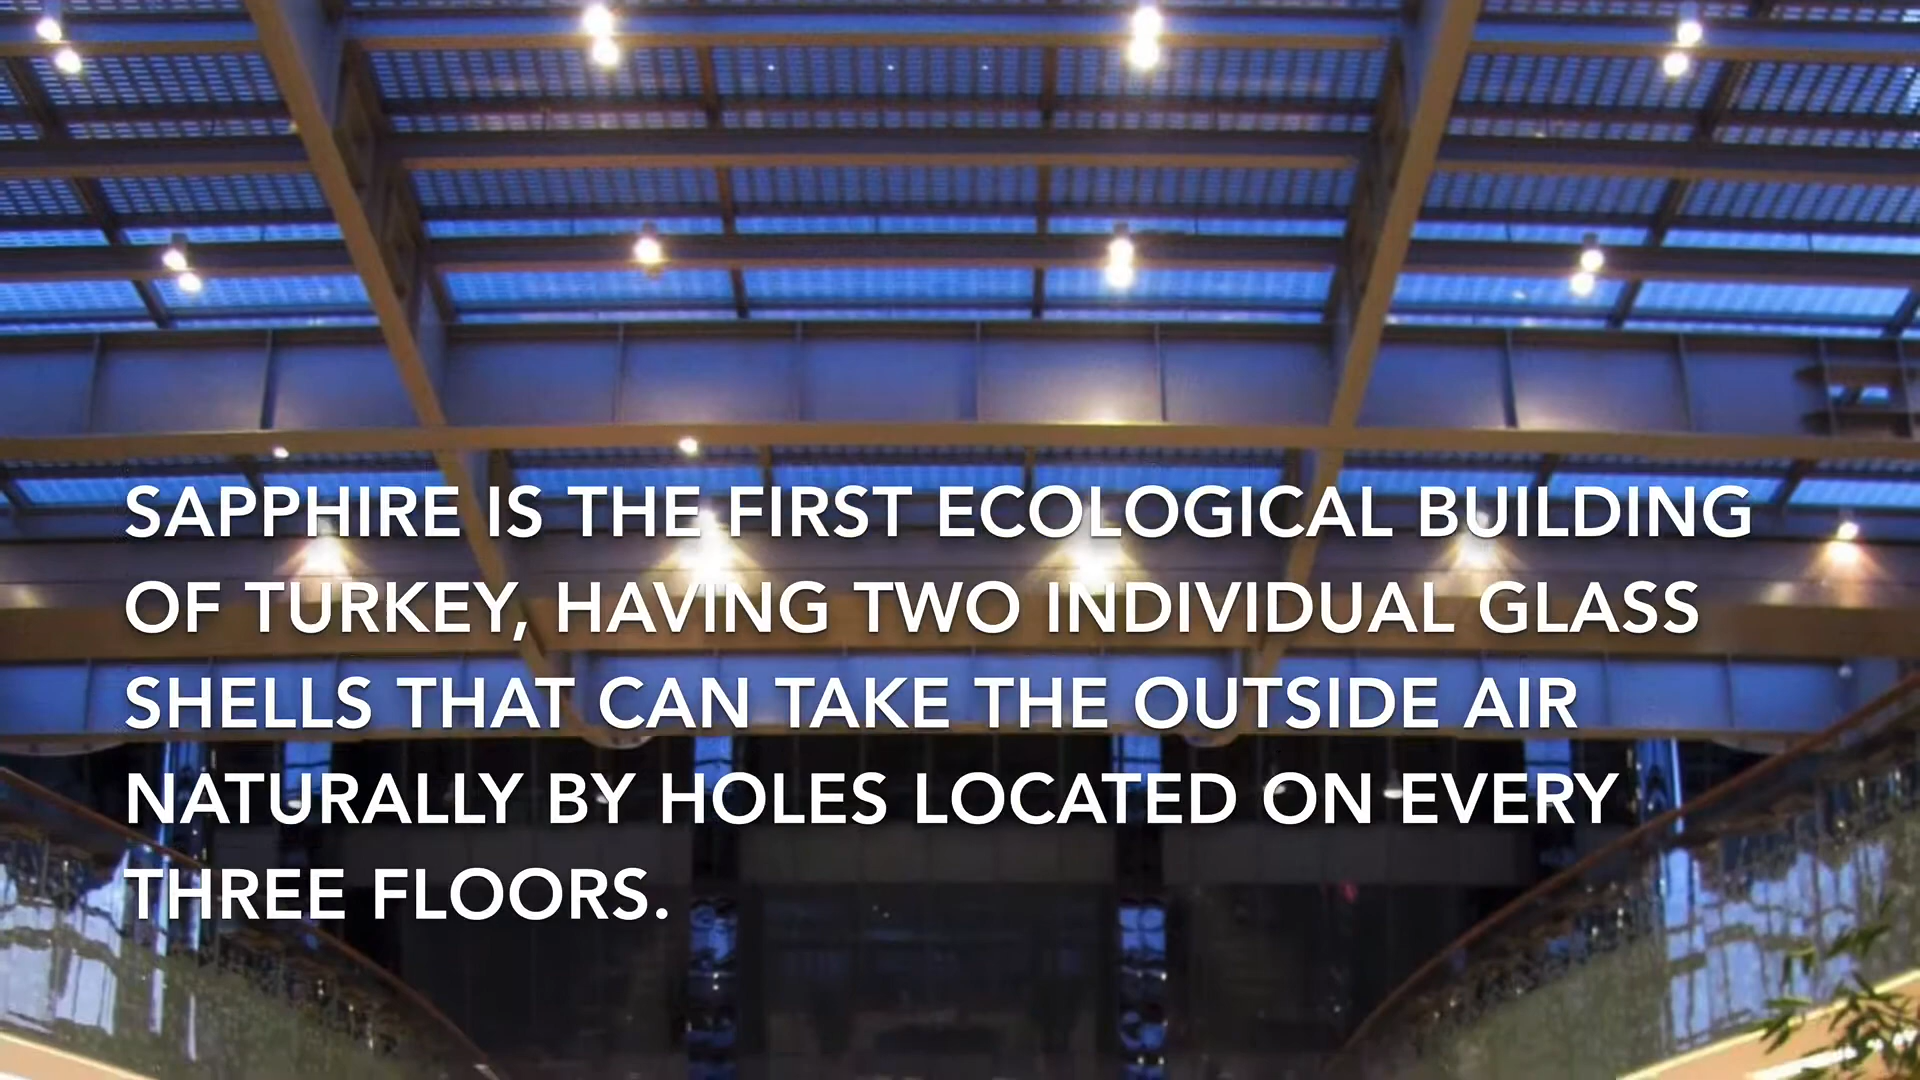 SAPPHIRE IS THE FIRST ECOLOGICAL BUILDING
OF TURKEY, HAVING TWO INDIVIDUAL GLASS
SHELLS THAT CAN TAKE THE OUTSIDE AIR
NATURALLY BY HOLES LOCATED ON EVERY
THREE FLOORS.